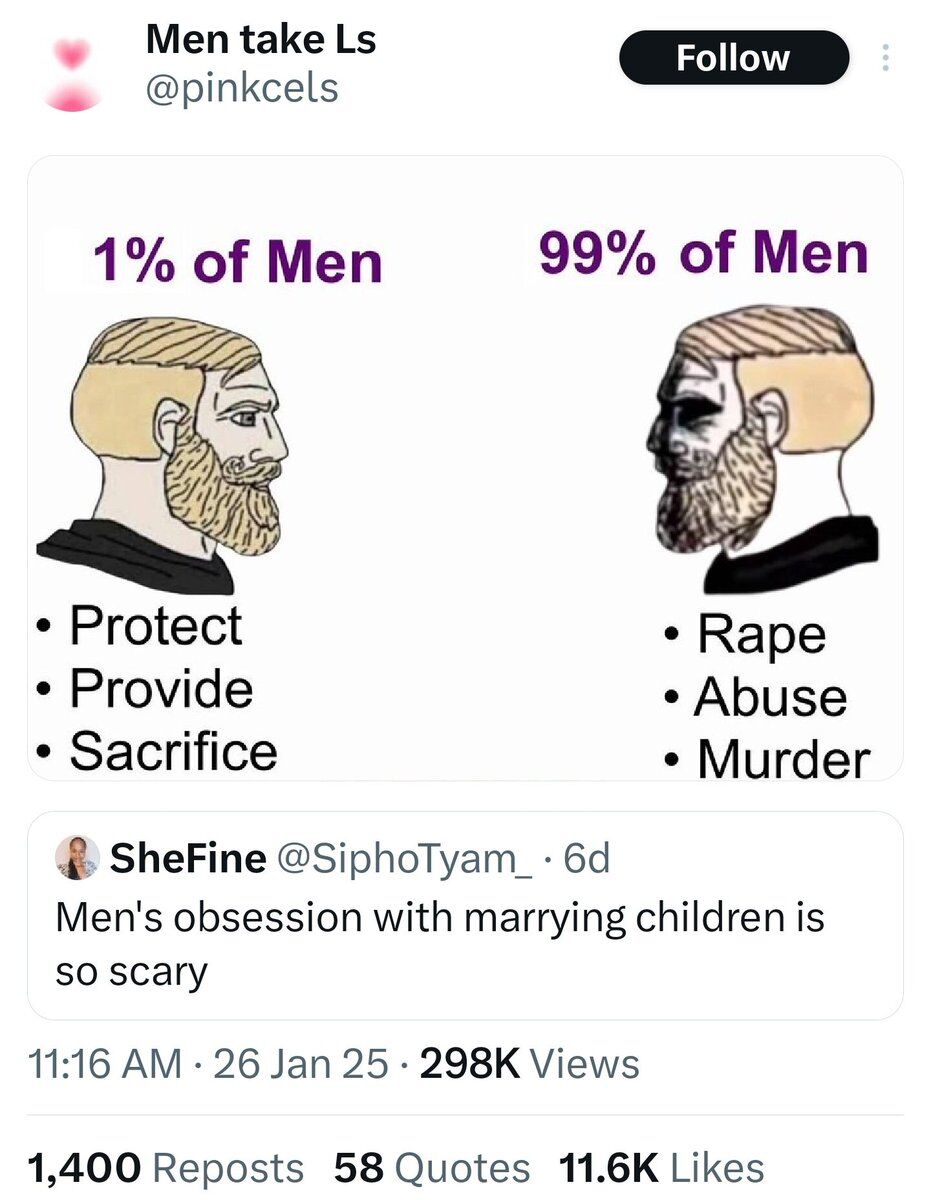 Men take Ls
@pinkcels
Follow
1% of Men
99% of Men
• Protect
• Provide
• Sacrifice
• Rape
• Abuse
• Murder
SheFine @SiphoTyam_ · 6d
Men's obsession with marrying children is
so scary
11:16 AM · 26 Jan 25 · 298K Views
1,400 Reposts 58 Quotes 11.6K Likes